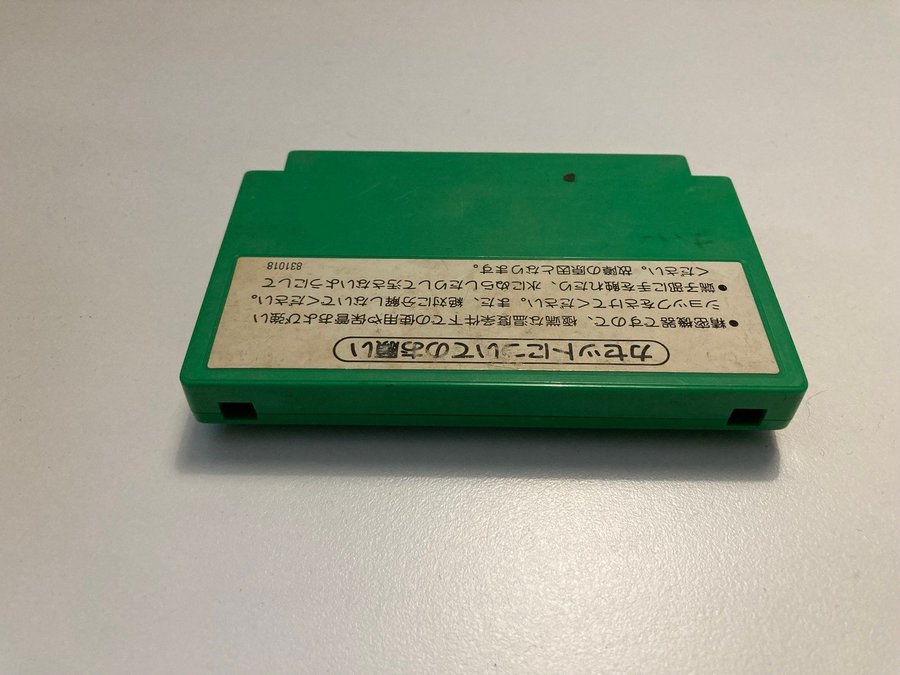 カセットについてのお願い
●精密機器ですので、極端な温度条件下での使用や保管および強い
ショックをさけてください。また、絶対に分解しないでください。
●端子部に手を触れたり、水にぬらしたりして汚さないようにして
ください。故障の原因となります。
831018